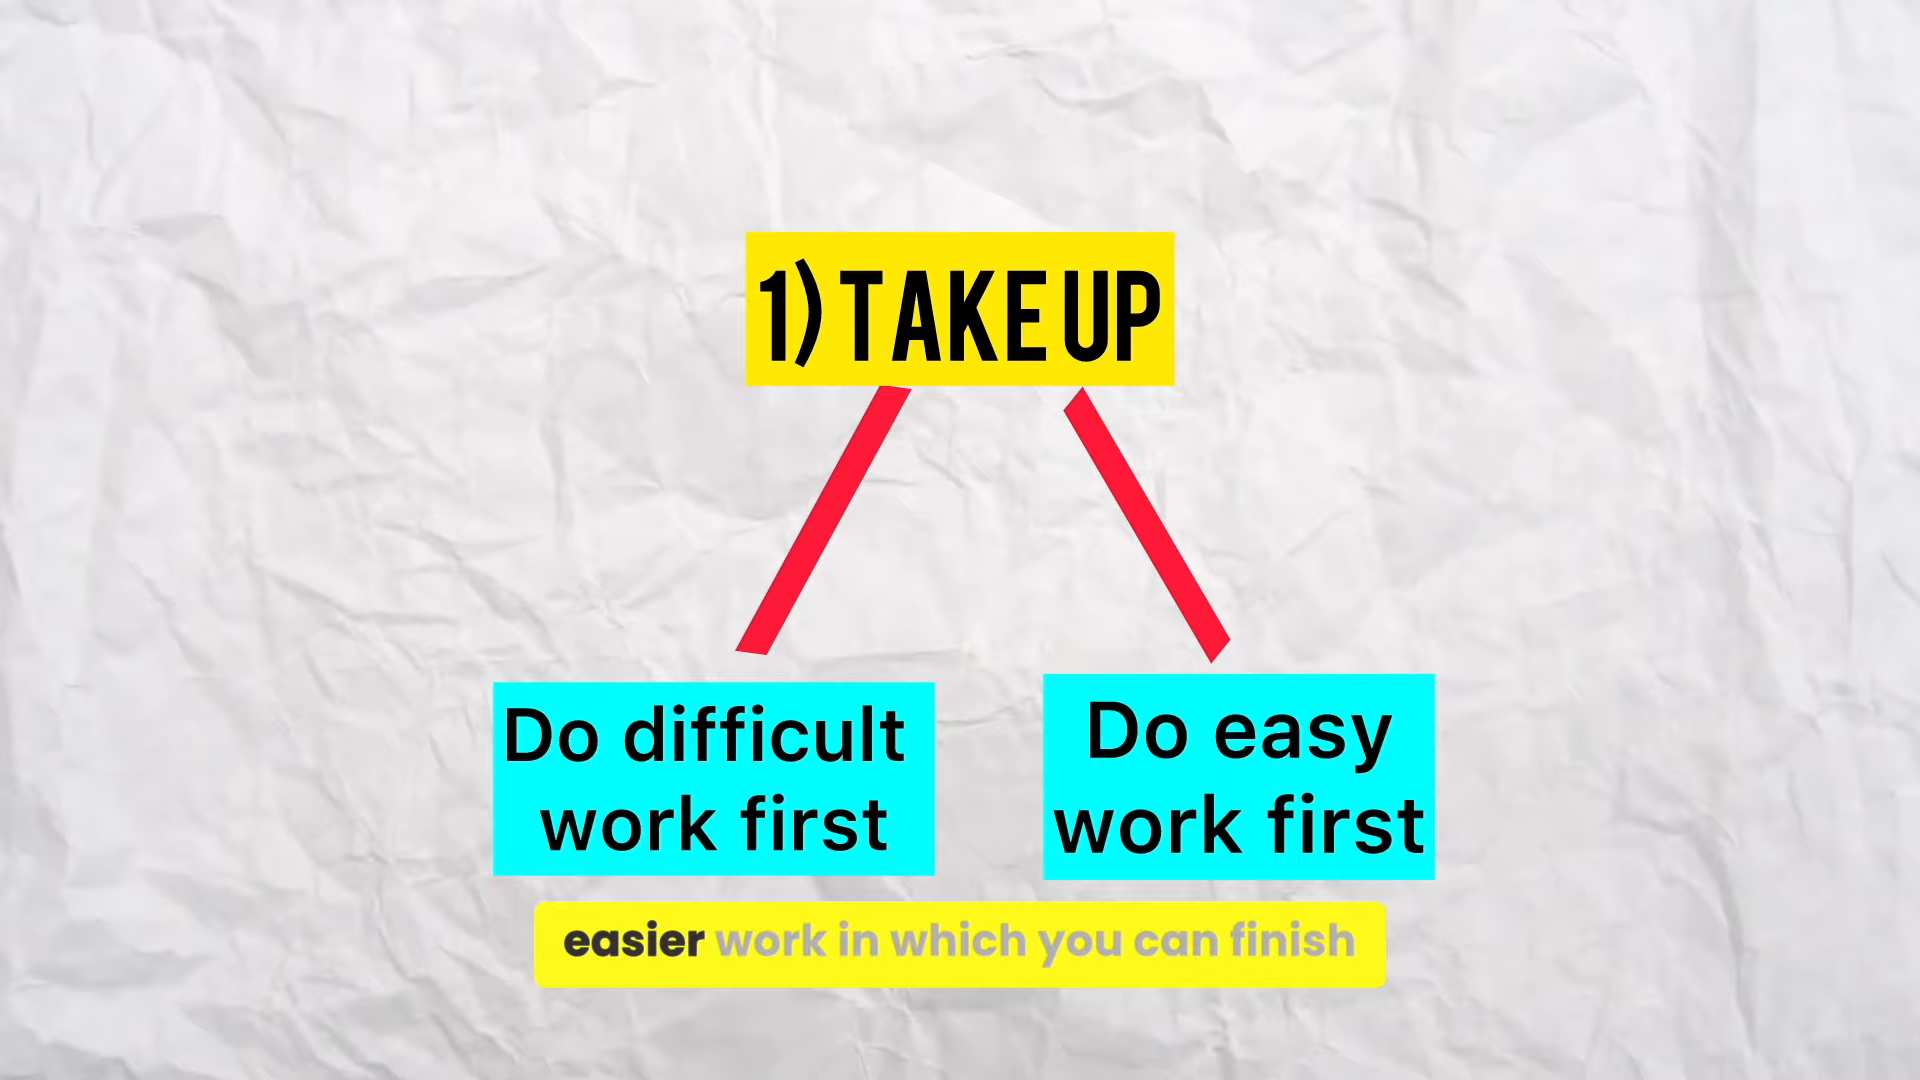 1) TAKE UP
Do difficult
work first
Do easy
work first
easier work in which you can finish